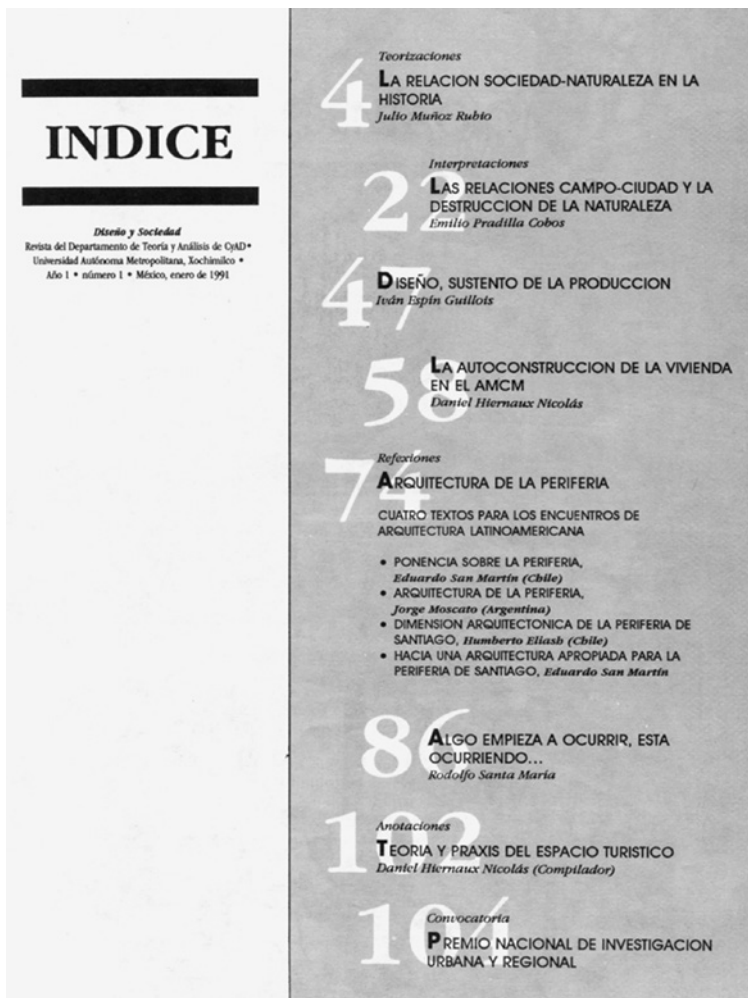 INDICE
Diseño y Sociedad
Revista del Departamento de Teoría y Análisis de CyAD •
Universidad Autónoma Metropolitana, Xochimilco •
Año 1 • número 1 • México, enero de 1991
Teorizaciones
4
LA RELACION SOCIEDAD-NATURALEZA EN LA
HISTORIA
Julio Muñoz Rubio
Interpretaciones
22
LAS RELACIONES CAMPO-CIUDAD Y LA
DESTRUCCION DE LA NATURALEZA
Emilio Pradilla Cobos
47
DISEÑO, SUSTENTO DE LA PRODUCCION
Iván Espín Guillois
58
LA AUTOCONSTRUCCION DE LA VIVIENDA
EN EL AMCM
Daniel Hiernaux Nicolás
Refexiones
74
ARQUITECTURA DE LA PERIFERIA
CUATRO TEXTOS PARA LOS ENCUENTROS DE
ARQUITECTURA LATINOAMERICANA
• PONENCIA SOBRE LA PERIFERIA,
Eduardo San Martín (Chile)
• ARQUITECTURA DE LA PERIFERIA,
Jorge Moscato (Argentina)
• DIMENSION ARQUITECTONICA DE LA PERIFERIA DE
SANTIAGO, Humberto Eliash (Chile)
• HACIA UNA ARQUITECTURA APROPIADA PARA LA
PERIFERIA DE SANTIAGO, Eduardo San Martín
86
ALGO EMPIEZA A OCURRIR, ESTA
OCURRIENDO...
Rodolfo Santa María
Anotaciones
102
TEORIA Y PRAXIS DEL ESPACIO TURISTICO
Daniel Hiernaux Nicolás (Compilador)
Convocatoria
104
PREMIO NACIONAL DE INVESTIGACION
URBANA Y REGIONAL